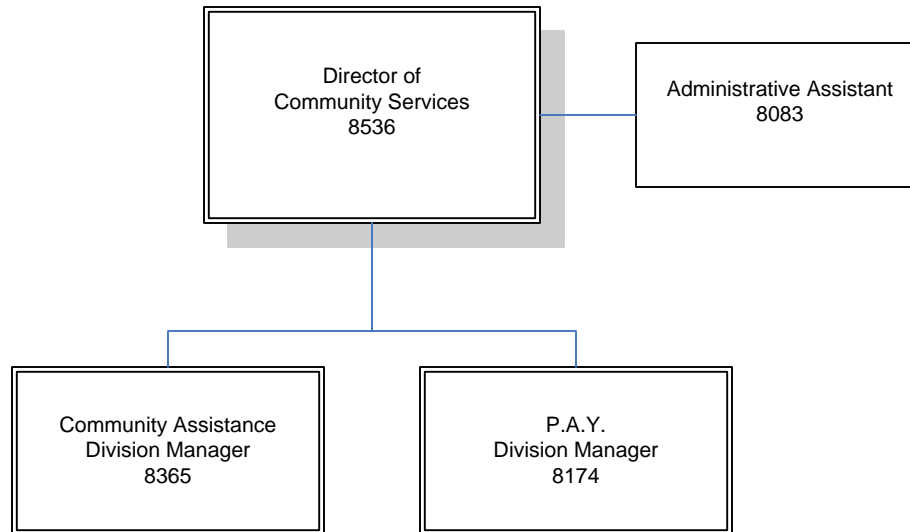 Director of
Community Services
8536
Administrative Assistant
8083
Community Assistance
Division Manager
8365
P.A.Y.
Division Manager
8174